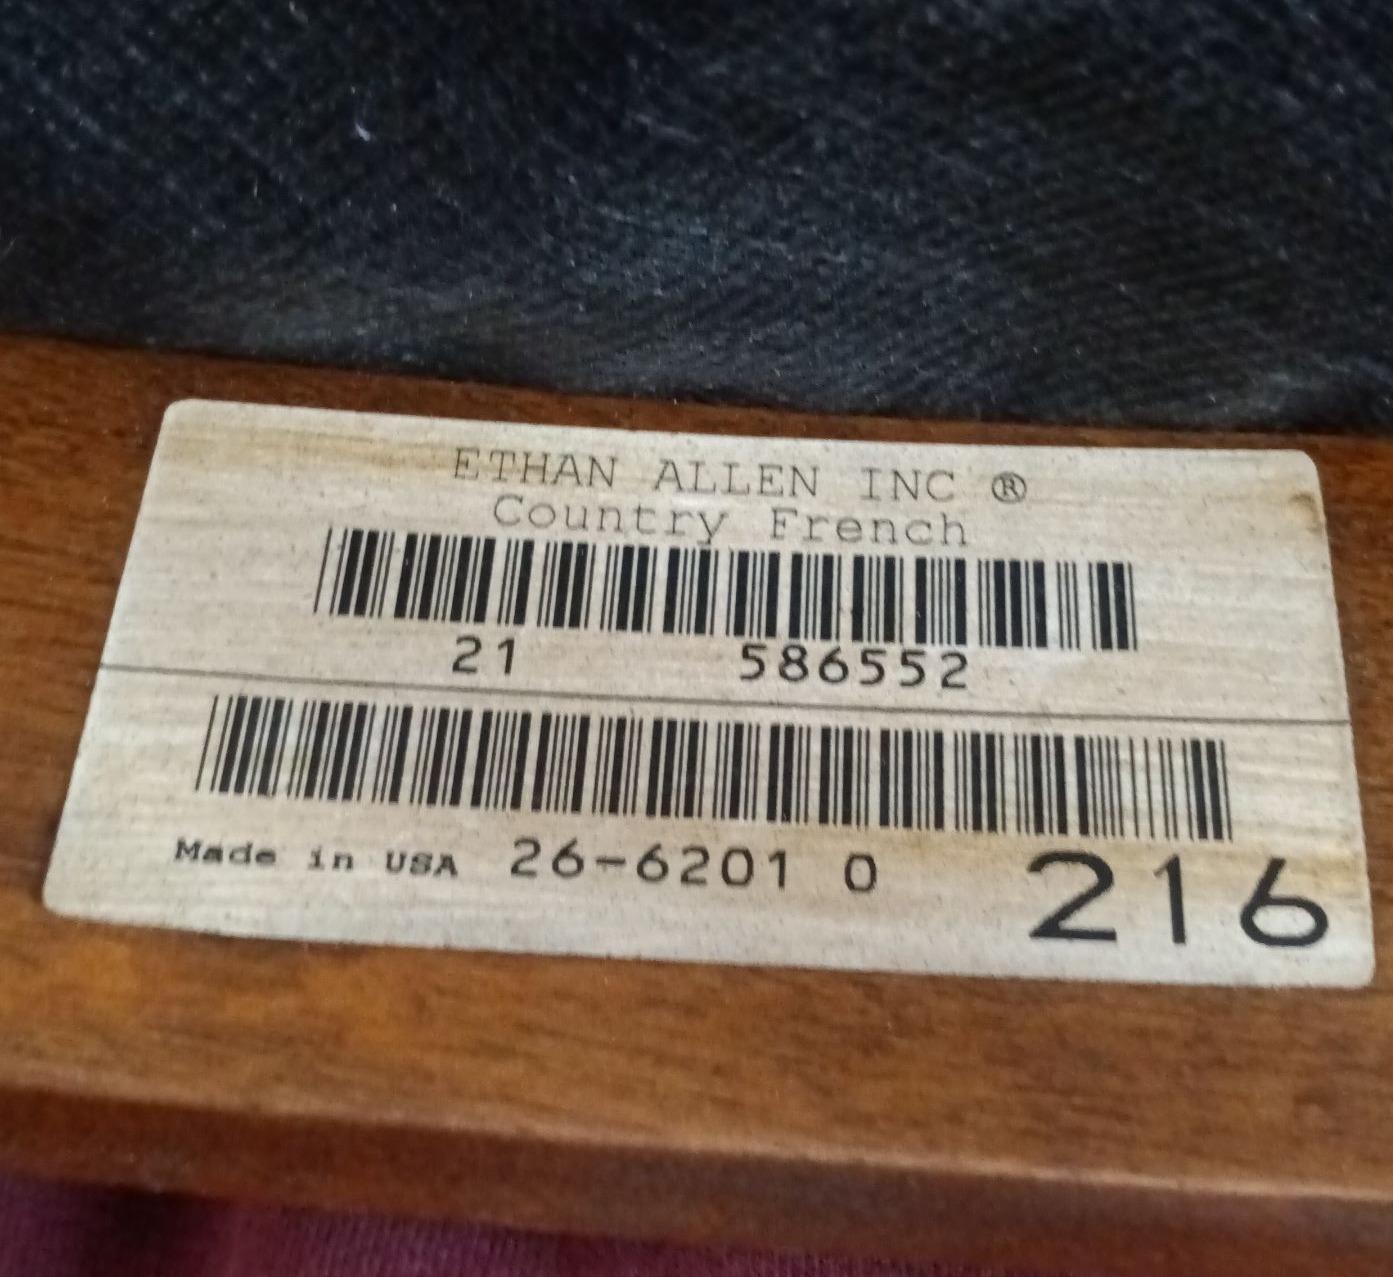 ETHAN ALLEN INC ®
Country French
21 586552
Made in USA 26-6201 0 216